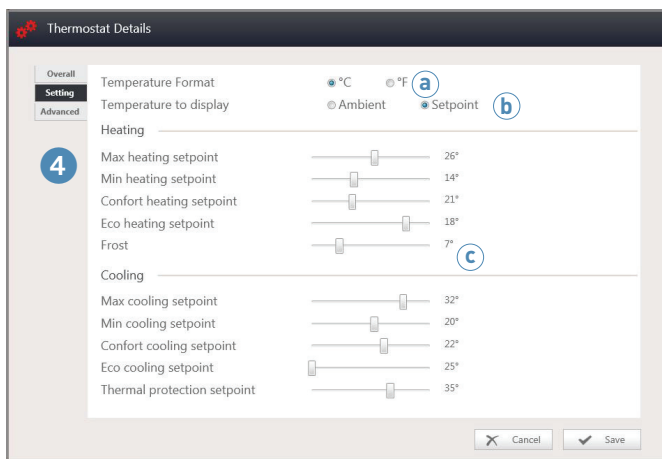 Thermostat Details
Overall
Setting
Advanced
Temperature Format °C °F a
Temperature to display Ambient Setpoint b
Heating
4
Max heating setpoint 26°
Min heating setpoint 14°
Confort heating setpoint 21°
Eco heating setpoint 18°
Frost 7°
c
Cooling
Max cooling setpoint 32°
Min cooling setpoint 20°
Confort cooling setpoint 22°
Eco cooling setpoint 25°
Thermal protection setpoint 35°
Cancel Save